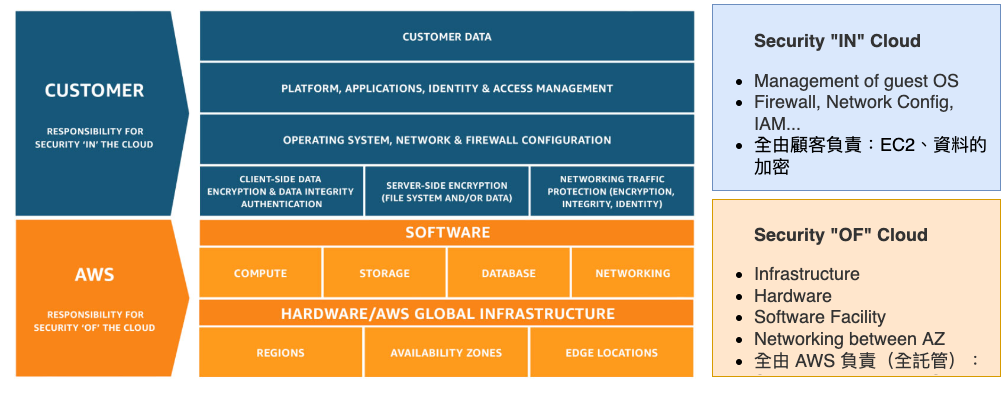 CUSTOMER
RESPONSIBILITY FOR
SECURITY ‘IN’ THE CLOUD
CUSTOMER DATA
PLATFORM, APPLICATIONS, IDENTITY & ACCESS MANAGEMENT
OPERATING SYSTEM, NETWORK & FIREWALL CONFIGURATION
CLIENT-SIDE DATA
ENCRYPTION & DATA INTEGRITY
AUTHENTICATION
SERVER-SIDE ENCRYPTION
(FILE SYSTEM AND/OR DATA)
NETWORKING TRAFFIC
PROTECTION (ENCRYPTION,
INTEGRITY, IDENTITY)
AWS
RESPONSIBILITY FOR
SECURITY ‘OF’ THE CLOUD
SOFTWARE
COMPUTE
STORAGE
DATABASE
NETWORKING
HARDWARE/AWS GLOBAL INFRASTRUCTURE
REGIONS
AVAILABILITY ZONES
EDGE LOCATIONS
Security "IN" Cloud
• Management of guest OS
• Firewall, Network Config,
IAM...
• 全由顧客負責：EC2、資料的
加密
Security "OF" Cloud
• Infrastructure
• Hardware
• Software Facility
• Networking between AZ
• 全由 AWS 負責（全託管）：